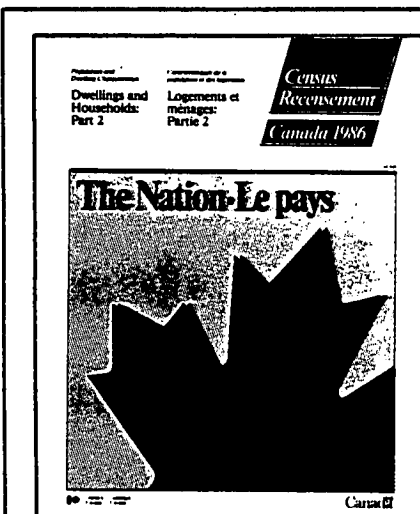 Dwellings and
Households:
Part 2
Logements et
ménages:
Partie 2
Census
Recensement
Canada 1986
The Nation-Le pays
Canada